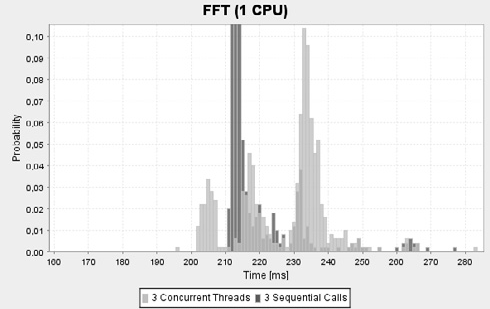 FFT (1 CPU)
0,10
0,09
0,08
0,07
0,06
0,05
0,04
0,03
0,02
0,01
0,00
Probability
100 170 180 190 200 210 220 230 240 250 260 270 280
Time [ms]
3 Concurrent Threads 3 Sequential Calls